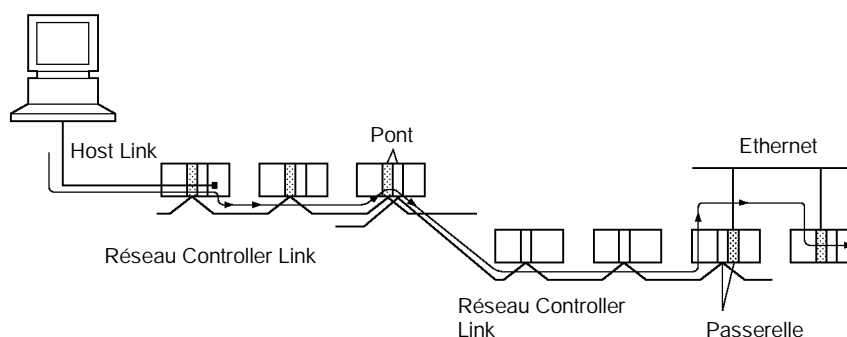 Pont
Ethernet
Host Link
Réseau Controller Link
Réseau Controller
Link
Passerelle